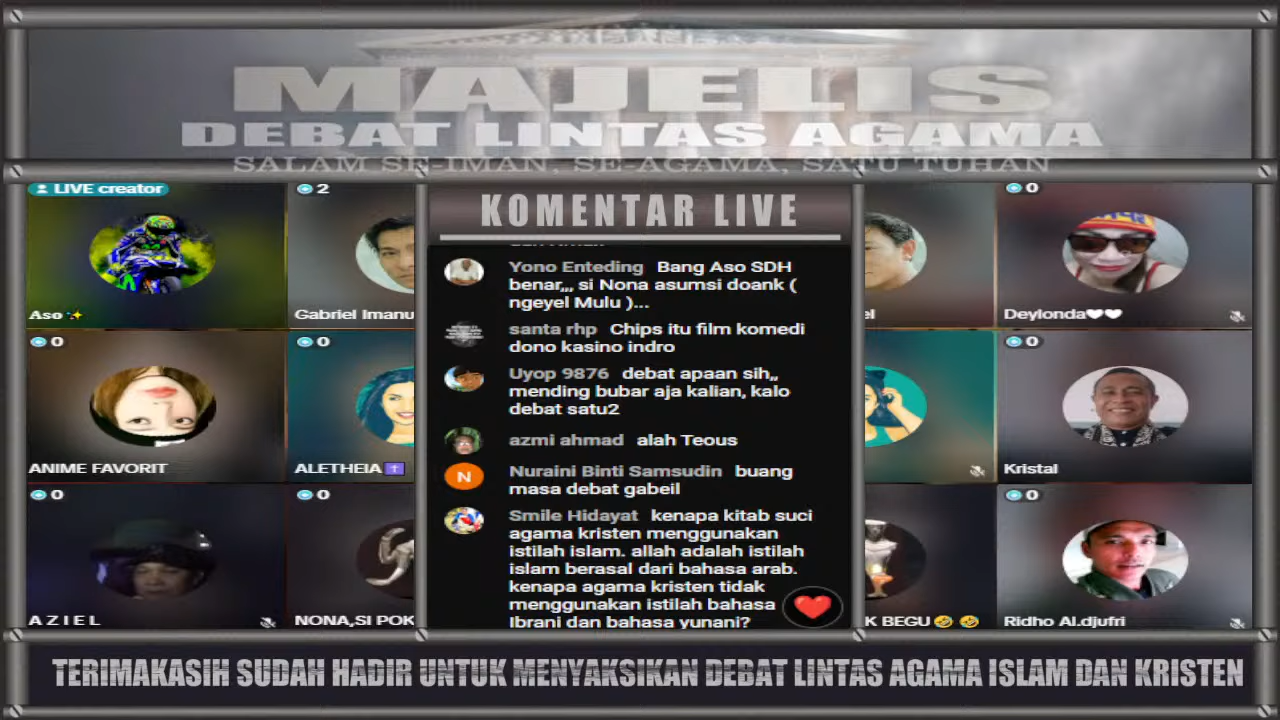 MAJELIS
DEBAT LINTAS AGAMA
SALAM SE-IMAN, SE-AGAMA, SATU TUHAN
LIVE creator
2
0
KOMENTAR LIVE
Aso
Gabriel Imanu
el
Deylonda
Yono Enteding Bang Aso SDH
benar,,, si Nona asumsi doank (
ngeyel Mulu )...
santa rhp Chips itu film komedi
dono kasino indro
Uyop 9876 debat apaan sih,,
mending bubar aja kalian, kalo
debat satu2
azmi ahmad alah Teous
Nuraini Binti Samsudin buang
masa debat gabeil
Smile Hidayat kenapa kitab suci
agama kristen menggunakan
istilah islam. allah adalah istilah
islam berasal dari bahasa arab.
kenapa agama kristen tidak
menggunakan istilah bahasa
Ibrani dan bahasa yunani?
0
0
0
ANIME FAVORIT
ALETHEIA
Kristal
0
0
0
N
A Z I E L
NONA,SI POK
K BEGU
Ridho Al.djufri
TERIMAKASIH SUDAH HADIR UNTUK MENYAKSIKAN DEBAT LINTAS AGAMA ISLAM DAN KRISTEN